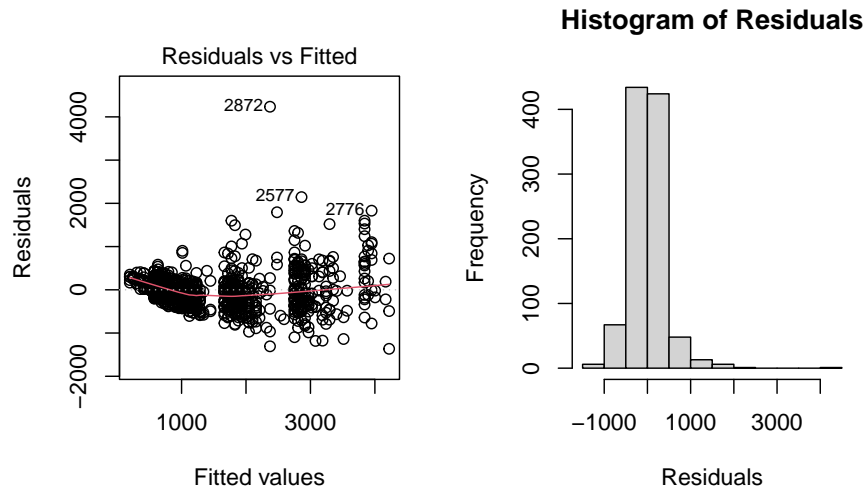 Histogram of Residuals
Residuals vs Fitted
Residuals
−2000
0
2000
4000
2872
2577
2776
1000
3000
Fitted values
Frequency
0
100
200
300
400
−1000
1000
3000
Residuals